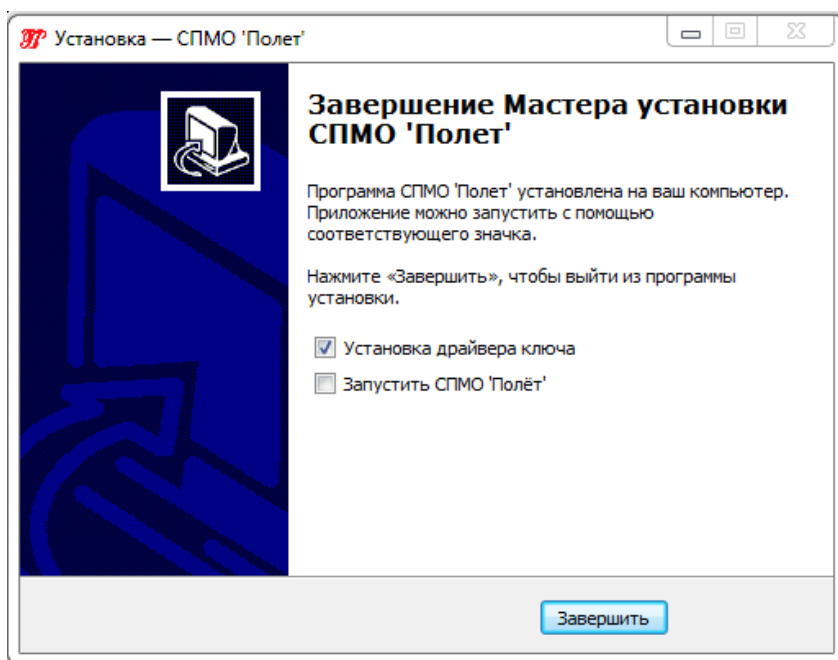 Установка — СПМО 'Полет'
Завершение Мастера установки
СПМО 'Полет'
Программа СПМО 'Полет' установлена на ваш компьютер.
Приложение можно запустить с помощью
соответствующего значка.
Нажмите «Завершить», чтобы выйти из программы
установки.
Установка драйвера ключа
Запустить СПМО 'Полёт'
Завершить